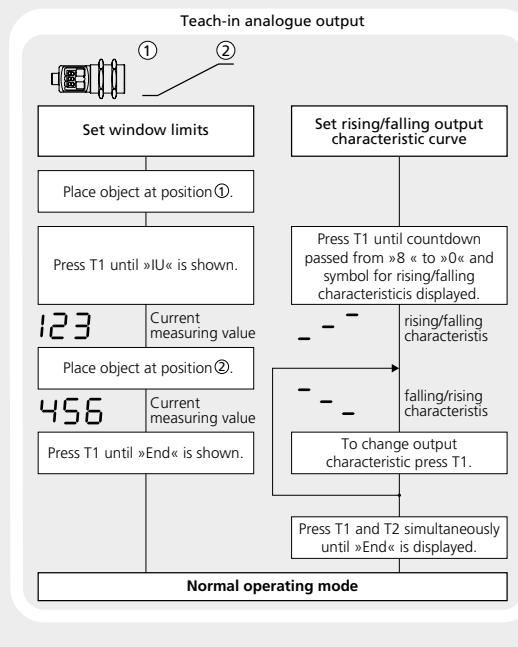 Teach-in analogue output
① ②
Set window limits
Place object at position①.
Press T1 until »IU« is shown.
123
Current
measuring value
Place object at position②.
456
Current
measuring value
Press T1 until »End« is shown.
Set rising/falling output
characteristic curve
Press T1 until countdown
passed from »8 « to »0« and
symbol for rising/falling
characteristicis displayed.
rising/falling
characteristis
falling/rising
characteristis
To change output
characteristic press T1.
Press T1 and T2 simultaneously
until »End« is displayed.
Normal operating mode